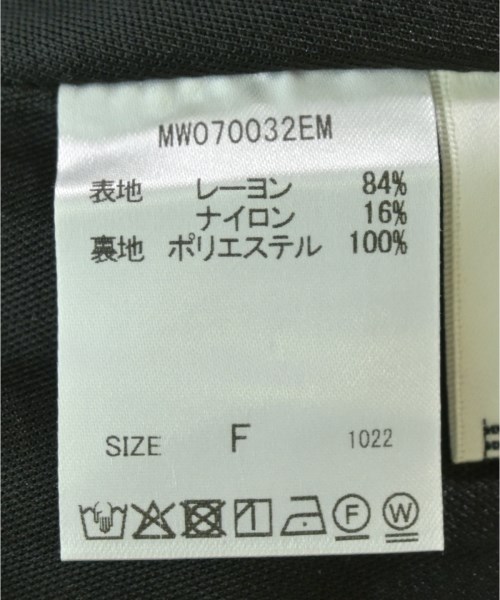 MW070032EM
表地 レーヨン 84%
ナイロン 16%
裏地 ポリエステル 100%
SIZE F 1022
F W